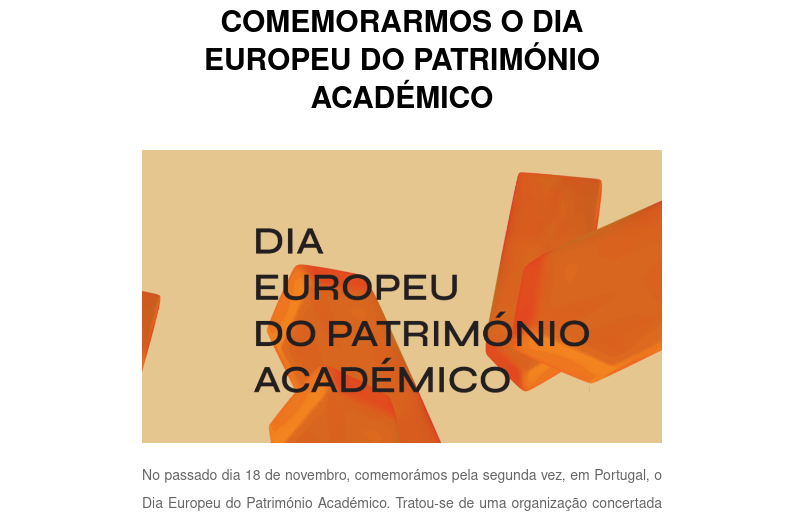 COMEMORARMOS O DIA
EUROPEU DO PATRIMÓNIO
ACADÉMICO
DIA
EUROPEU
DO PATRIMÓNIO
ACADÉMICO
No passado dia 18 de novembro, comemorámos pela segunda vez, em Portugal, o
Dia Europeu do Património Académico. Tratou-se de uma organização concertada